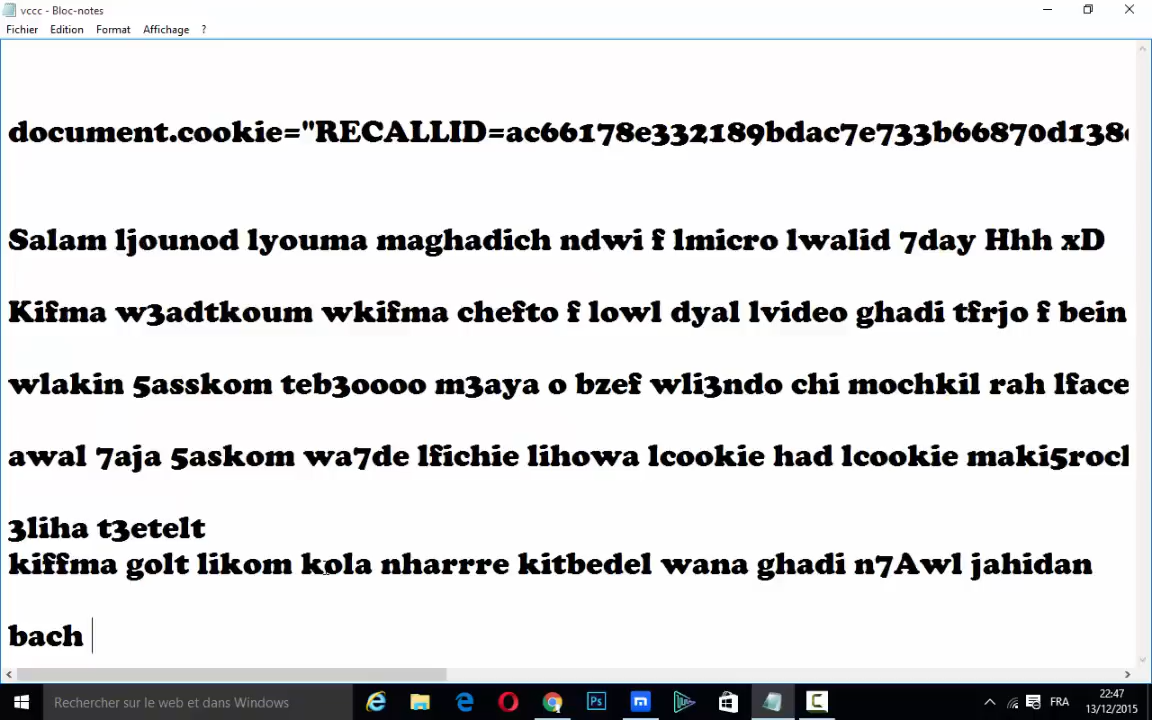 vccc - Bloc-notes
Fichier Edition Format Affichage ?
document.cookie="RECALLID=ac66178e332189bdac7e733b66870d138
Salam ljounod lyouma maghadich ndwi f lmicro lwalid 7day Hhh xD
Kifma w3adtkoum wkifma chefto f lowl dyal lvideo ghadi tfrjo f bein
wlakin 5asskom teb3oooo m3aya o bzef wli3ndo chi mochkil rah lface
awal 7aja 5askom wa7de lfichie lihowa lcookie had lcookie
3liha t3etelt
kiffma golt likom kola nharrre kitbedel wana ghadi n7Awl jahidan
bach
Rechercher sur le web et dans Windows
FRA
22:47
13/12/2015